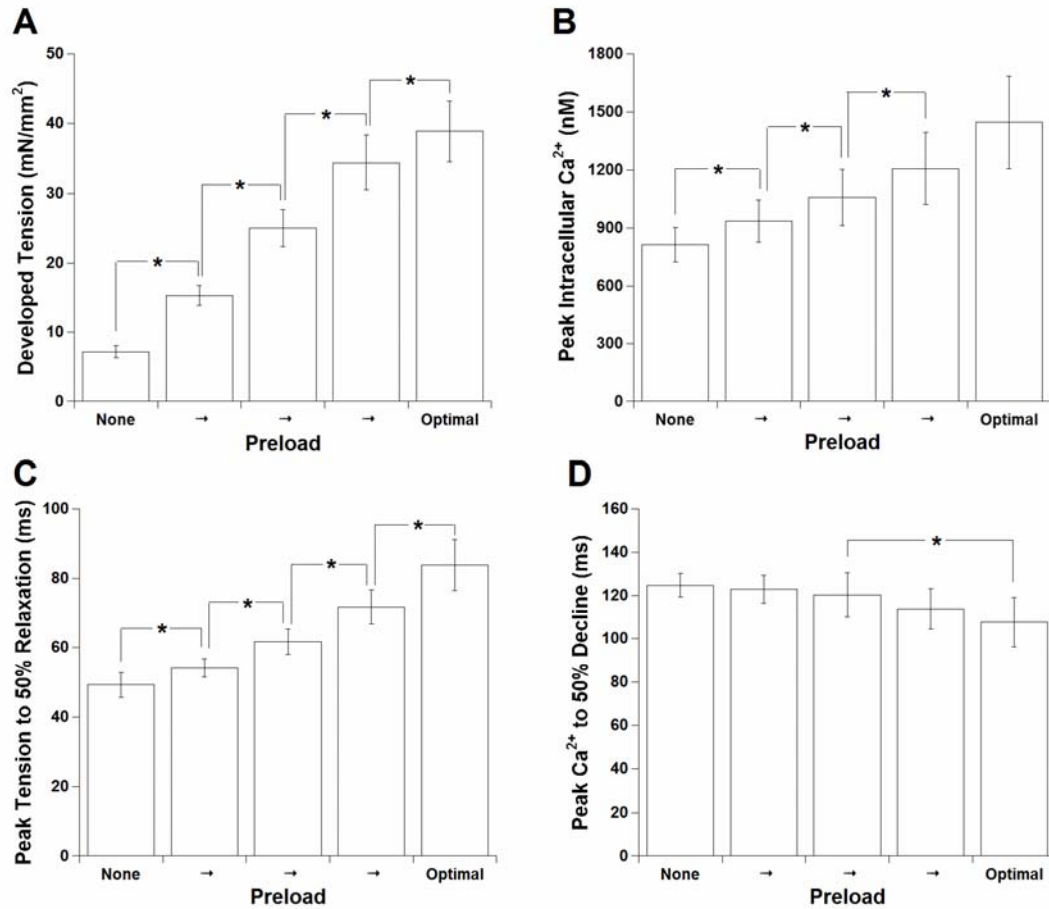 A
Developed Tension (mN/mm²)
50
40
30
20
10
0
*
*
*
*
None → → → Optimal
Preload
B
Peak Intracellular Ca²⁺ (nM)
1800
1500
1200
900
600
300
0
*
*
*
None → → → Optimal
Preload
C
Peak Tension to 50% Relaxation (ms)
100
80
60
40
20
0
*
*
*
*
None → → → Optimal
Preload
D
Peak Ca²⁺ to 50% Decline (ms)
160
140
120
100
80
60
40
20
0
*
None → → → Optimal
Preload